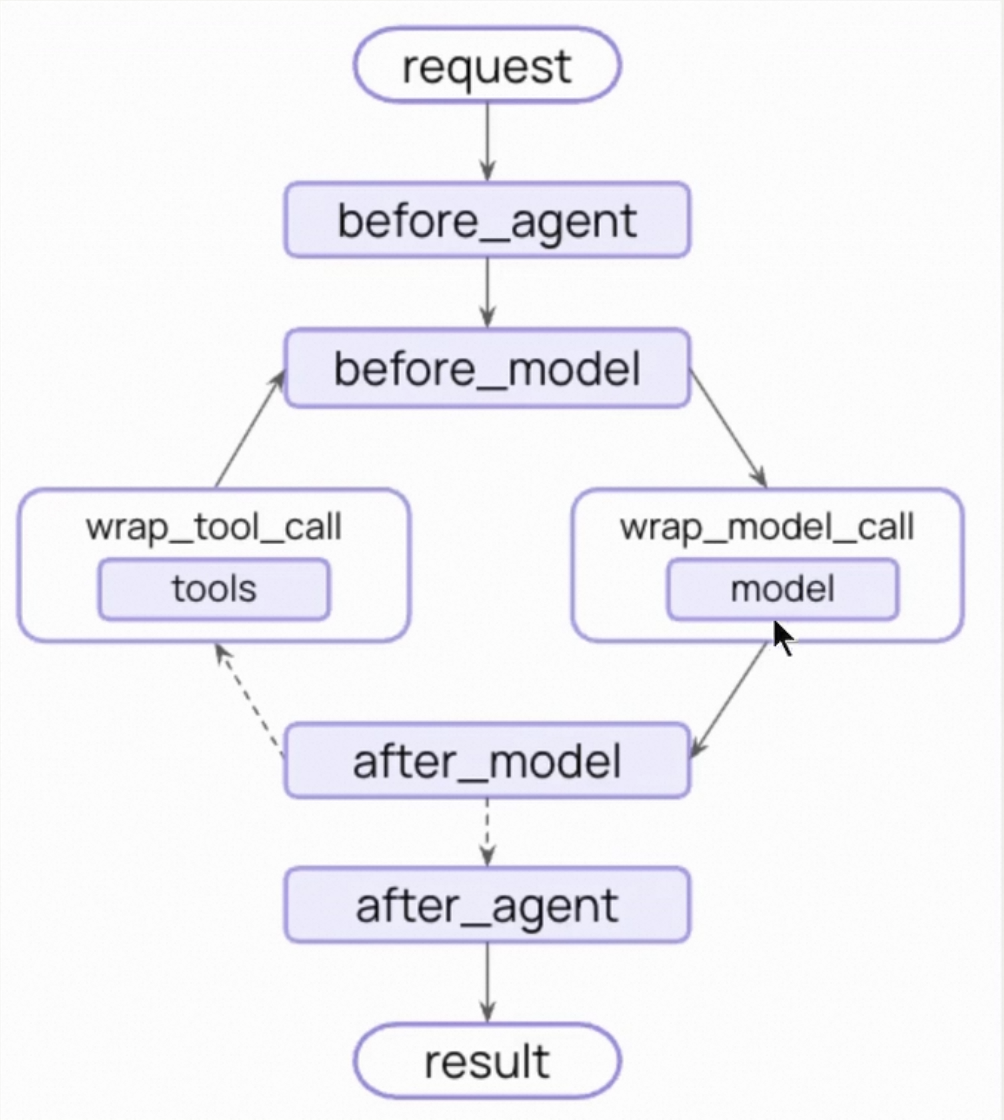 request
before_agent
before_model
wrap_tool_call
tools
wrap_model_call
model
after_model
after_agent
result